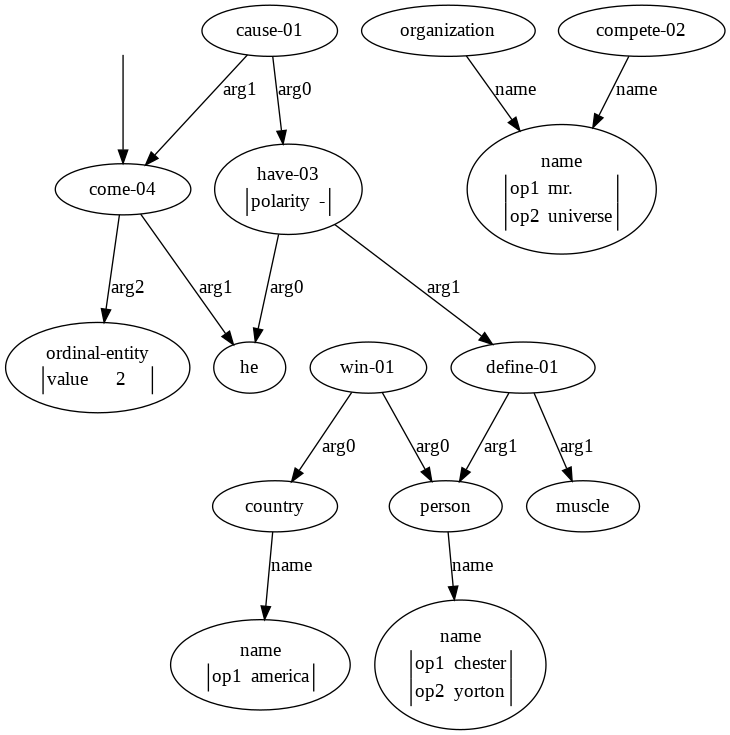 cause-01
organization
compete-02
arg1
arg0
name
name
come-04
have-03
polarity -
name
op1 mr.
op2 universe
arg2
arg1
arg0
arg1
ordinal-entity
value 2
he
win-01
define-01
arg0
arg0
arg1
arg1
country
person
muscle
name
name
name
op1 america
name
op1 chester
op2 yorton